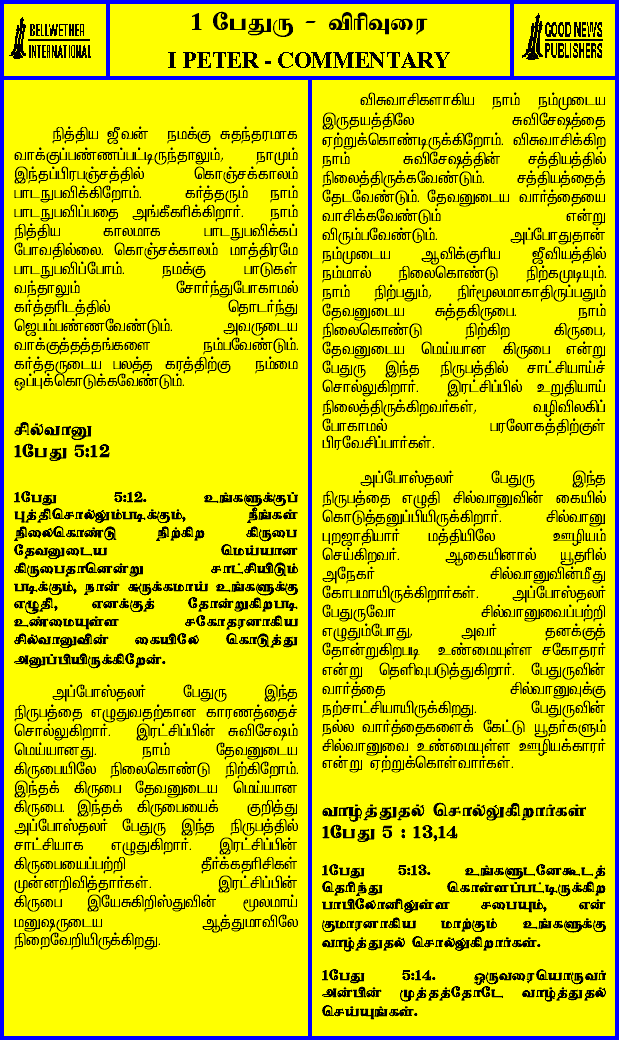 BELLWETHER
INTERNATIONAL
1 பேதுரு - விரிவுரை
I PETER - COMMENTARY
GOOD NEWS
PUBLISHERS
நித்திய ஜீவன் நமக்கு சுதந்தரமாக
வாக்குப்பண்ணப்பட்டிருந்தாலும், நாமும்
இந்தப்பிரபஞ்சத்தில் கொஞ்சக்காலம்
பாடநுபவிக்கிறோம். கர்த்தரும் நாம்
பாடநுபவிப்பதை அங்கீகரிக்கிறார். நாம்
நித்திய காலமாக பாடநுபவிக்கப்
போவதில்லை. கொஞ்சக்காலம் மாத்திரமே
பாடநுபவிப்போம். நமக்கு பாடுகள்
வந்தாலும் சோர்ந்துபோகாமல்
கர்த்தரிடத்தில் தொடர்ந்து
ஜெபம்பண்ணவேண்டும். அவருடைய
வாக்குத்தத்தங்களை நம்பவேண்டும்.
கர்த்தருடைய பலத்த கரத்திற்கு நம்மை
ஒப்புக்கொடுக்கவேண்டும்.
சில்வானு
1பேது 5:12
1பேது 5:12. உங்களுக்குப்
புத்திசொல்லும்படிக்கும், நீங்கள்
நிலைகொண்டு நிற்கிற கிருபை
தேவனுடைய மெய்யான
கிருபைதானென்று சாட்சியிடும்
படிக்கும், நான் சுருக்கமாய் உங்களுக்கு
எழுதி, எனக்குத் தோன்றுகிறபடி
உண்மையுள்ள சகோதரனாகிய
சில்வானுவின் கையிலே கொடுத்து
அனுப்பியிருக்கிறேன்.
அப்போஸ்தலர் பேதுரு இந்த
நிருபத்தை எழுதுவதற்கான காரணத்தைச்
சொல்லுகிறார். இரட்சிப்பின் சுவிசேஷம்
மெய்யானது. நாம் தேவனுடைய
கிருபையிலே நிலைகொண்டு நிற்கிறோம்.
இந்தக் கிருபை தேவனுடைய மெய்யான
கிருபை. இந்தக் கிருபையைக் குறித்து
அப்போஸ்தலர் பேதுரு இந்த நிருபத்தில்
சாட்சியாக எழுதுகிறார். இரட்சிப்பின்
கிருபையைப்பற்றி தீர்க்கதரிசிகள்
முன்னறிவித்தார்கள். இரட்சிப்பின்
கிருபை இயேசுகிறிஸ்துவின் மூலமாய்
மனுஷருடைய ஆத்துமாவிலே
நிறைவேறியிருக்கிறது.
விசுவாசிகளாகிய நாம் நம்முடைய
இருதயத்திலே சுவிசேஷத்தை
ஏற்றுக்கொண்டிருக்கிறோம். விசுவாசிக்கிற
நாம் சுவிசேஷத்தின் சத்தியத்தில்
நிலைத்திருக்கவேண்டும். சத்தியத்தைத்
தேடவேண்டும். தேவனுடைய வார்த்தையை
வாசிக்கவேண்டும் என்று
விரும்பவேண்டும். அப்போதுதான்
நம்முடைய ஆவிக்குரிய ஜீவியத்தில்
நம்மால் நிலைகொண்டு நிற்கமுடியும்.
நாம் நிற்பதும், நிர்மூலமாகாதிருப்பதும்
தேவனுடைய சுத்தகிருபை. நாம்
நிலைகொண்டு நிற்கிற கிருபை,
தேவனுடைய மெய்யான கிருபை என்று
பேதுரு இந்த நிருபத்தில் சாட்சியாய்ச்
சொல்லுகிறார். இரட்சிப்பில் உறுதியாய்
நிலைத்திருக்கிறவர்கள், வழிவிலகிப்
போகாமல் பரலோகத்திற்குள்
பிரவேசிப்பார்கள்.
அப்போஸ்தலர் பேதுரு இந்த
நிருபத்தை எழுதி சில்வானுவின் கையில்
கொடுத்தனுப்பியிருக்கிறார். சில்வானு
புறஜாதியார் மத்தியிலே ஊழியம்
செய்கிறவர். ஆகையினால் யூதரில்
அநேகர் சில்வானுவின்மீது
கோபமாயிருக்கிறார்கள். அப்போஸ்தலர்
பேதுருவோ சில்வானுவைப்பற்றி
எழுதும்போது, அவர் தனக்குத்
தோன்றுகிறபடி உண்மையுள்ள சகோதரர்
என்று தெளிவுபடுத்துகிறார். பேதுருவின்
வார்த்தை சில்வானுவுக்கு
நற்சாட்சியாயிருக்கிறது. பேதுருவின்
நல்ல வார்த்தைகளைக் கேட்டு யூதர்களும்
சில்வானுவை உண்மையுள்ள ஊழியக்காரர்
என்று ஏற்றுக்கொள்வார்கள்.
வாழ்த்துதல் சொல்லுகிறார்கள்
1பேது 5 : 13,14
1பேது 5:13. உங்களுடனேகூடத்
தெரிந்து கொள்ளப்பட்டிருக்கிற
பாபிலோனிலுள்ள சபையும், என்
குமாரனாகிய மாற்கும் உங்களுக்கு
வாழ்த்துதல் சொல்லுகிறார்கள்.
1பேது 5:14. ஒருவரையொருவர்
அன்பின் முத்தத்தோடே வாழ்த்துதல்
செய்யுங்கள்.